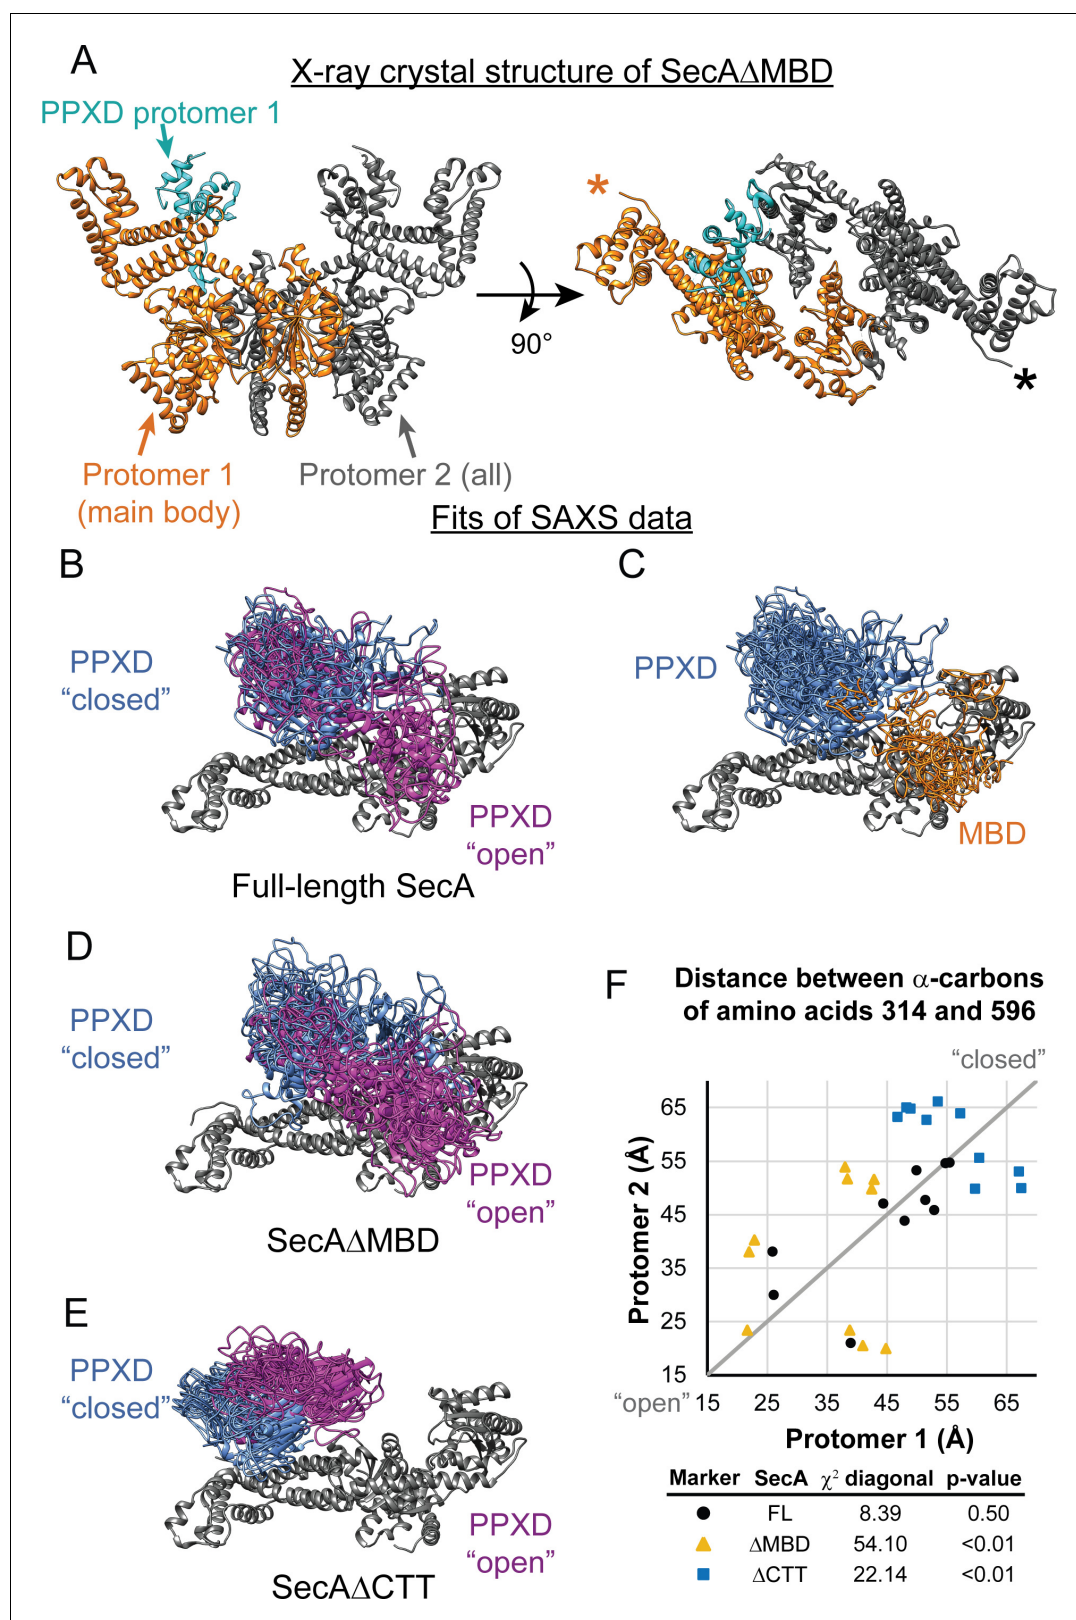 A
X-ray crystal structure of SecAΔMBD
PPXD protomer 1
*
90°
*
Protomer 1
(main body)
Protomer 2 (all)
Fits of SAXS data
B
PPXD
“closed”
PPXD
“open”
Full-length SecA
C
PPXD
MBD
D
PPXD
“closed”
PPXD
“open”
SecAΔMBD
E
PPXD
“closed”
PPXD
“open”
SecAΔCTT
F
Distance between α-carbons
of amino acids 314 and 596
“closed”
Protomer 2 (Å)
65
55
45
35
25
15
“open”
15 25 35 45 55 65
Protomer 1 (Å)
Marker SecA χ² diagonal p-value
FL 8.39 0.50
ΔMBD 54.10 <0.01
ΔCTT 22.14 <0.01